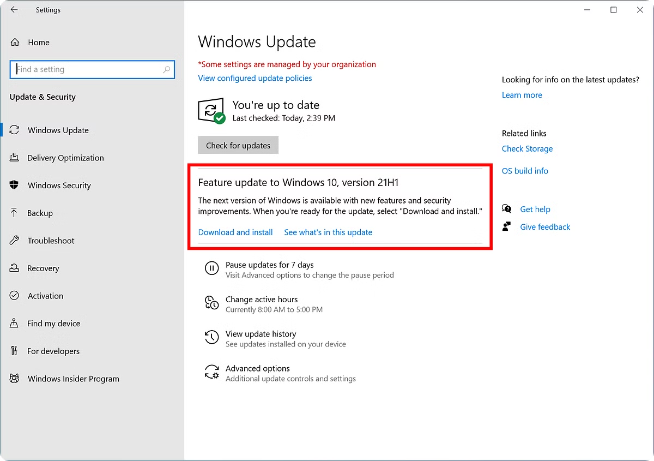 Settings
Home
Find a setting
Update & Security
Windows Update
Delivery Optimization
Windows Security
Backup
Troubleshoot
Recovery
Activation
Find my device
For developers
Windows Insider Program
Windows Update
*Some settings are managed by your organization
View configured update policies
You're up to date
Last checked: Today, 2:39 PM
Check for updates
Feature update to Windows 10, version 21H1
The next version of Windows is available with new features and security
improvements. When you're ready for the update, select "Download and install."
Download and install See what's in this update
Pause updates for 7 days
Visit Advanced options to change the pause period
Change active hours
Currently 8:00 AM to 5:00 PM
View update history
See updates installed on your device
Advanced options
Additional update controls and settings
Looking for info on the latest updates?
Learn more
Related links
Check Storage
OS build info
Get help
Give feedback